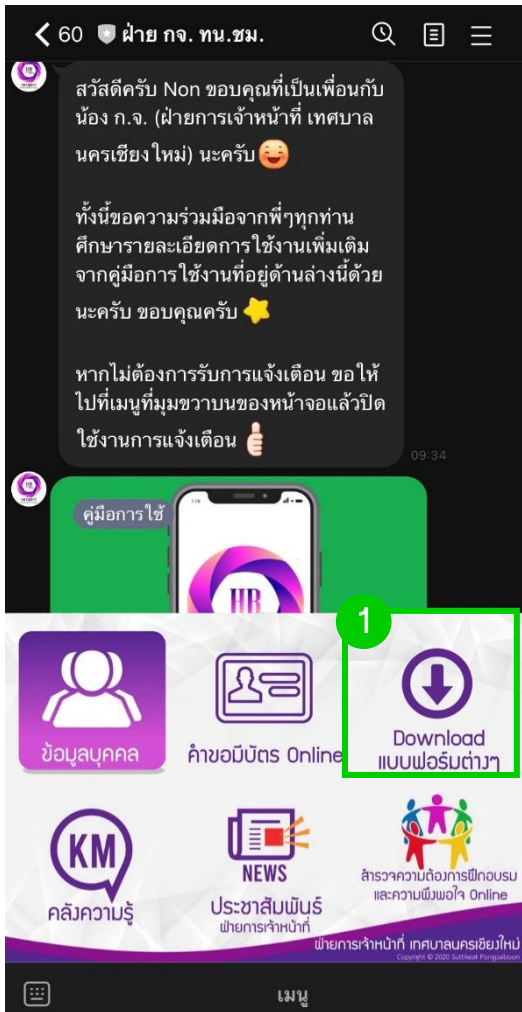 60 ฝ่าย กจ. ทน.ชม.
สวัสดีครับ Non ขอบคุณที่เป็นเพื่อนกับ
น้อง ก.จ. (ฝ่ายการเจ้าหน้าที่ เทศบาล
นครเชียงใหม่) นะครับ
ทั้งนี้ขอความร่วมมือจากพี่ๆทุกท่าน
ศึกษารายละเอียดการใช้งานเพิ่มเติม
จากคู่มือการใช้งานที่อยู่ด้านล่างนี้ด้วย
นะครับ ขอบคุณครับ
หากไม่ต้องการรับการแจ้งเตือน ขอให้
ไปที่เมนูที่มุมขวาบนของหน้าจอแล้วปิด
ใช้งานการแจ้งเตือน
09:34
คู่มือการใช้
HR
1
ข้อมูลบุคคล
คำขอมีบัตร Online
Download
แบบฟอร์มต่างๆ
KM
คลังความรู้
NEWS
ประชาสัมพันธ์
ฝ่ายการเจ้าหน้าที่
สำรวจความต้องการฝึกอบรม
และความพึงพอใจ Online
ฝ่ายการเจ้าหน้าที่ เทศบาลนครเชียงใหม่
Copyright © 2020 Suttikeat Pongpaiboon
เมนู